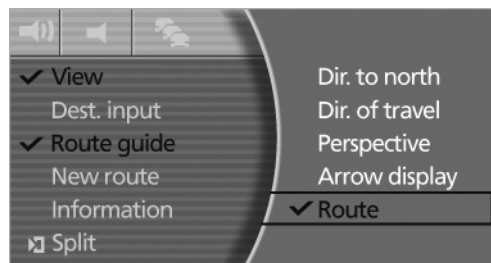 View
Dest. input
Route guide
New route
Information
Split
Dir. to north
Dir. of travel
Perspective
Arrow display
Route